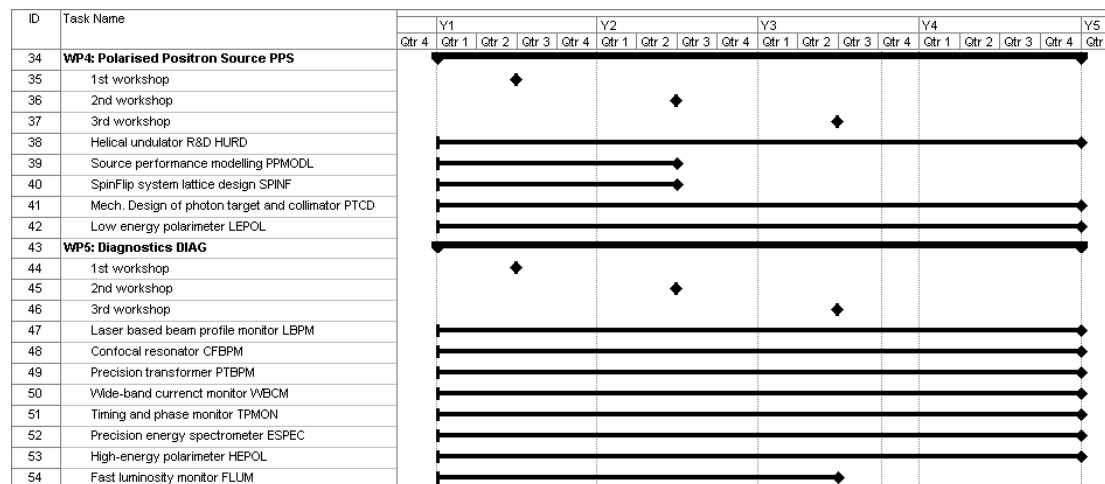 ID Task Name Y1 Y2 Y3 Y4 Y5
Qtr 4 Qtr 1 Qtr 2 Qtr 3 Qtr 4 Qtr 1 Qtr 2 Qtr 3 Qtr 4 Qtr 1 Qtr 2 Qtr 3 Qtr 4 Qtr 1 Qtr 2 Qtr 3 Qtr 4 Qtr
34 WP4: Polarised Positron Source PPS
35 1st workshop
36 2nd workshop
37 3rd workshop
38 Helical undulator R&D HURD
39 Source performance modelling PPMODL
40 SpinFlip system lattice design SPINF
41 Mech. Design of photon target and collimator PTCD
42 Low energy polarimeter LEPOL
43 WP5: Diagnostics DIAG
44 1st workshop
45 2nd workshop
46 3rd workshop
47 Laser based beam profile monitor LBPM
48 Confocal resonator CFBPM
49 Precision transformer PTBPM
50 Wide-band currenct monitor WBCM
51 Timing and phase monitor TPMON
52 Precision energy spectrometer ESPEC
53 High-energy polarimeter HEPOL
54 Fast luminosity monitor FLUM